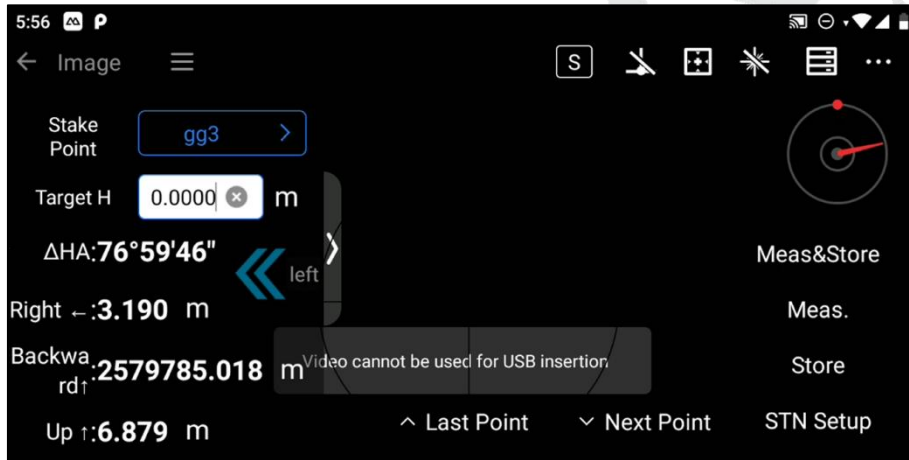 5:56
Image
S
Stake Point
gg3
Target H 0.0000 m
ΔHA:76°59'46"
left
Right ←:3.190 m
Backwa
rd↑:2579785.018 m
Up ↑:6.879 m
Video cannot be used for USB insertion
Last Point
Next Point
Meas&Store
Meas.
Store
STN Setup